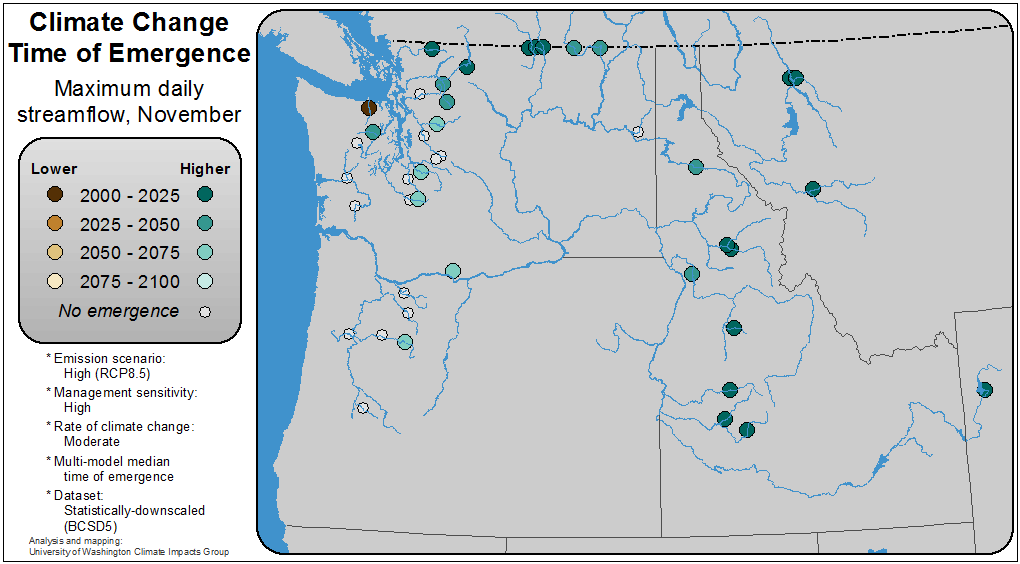 Climate Change
Time of Emergence
Maximum daily
streamflow, November
Lower Higher
2000 - 2025
2025 - 2050
2050 - 2075
2075 - 2100
No emergence
* Emission scenario:
High (RCP8.5)
* Management sensitivity:
High
* Rate of climate change:
Moderate
* Multi-model median
time of emergence
* Dataset:
Statistically-downscaled
(BCSD5)
Analysis and mapping:
University of Washington Climate Impacts Group